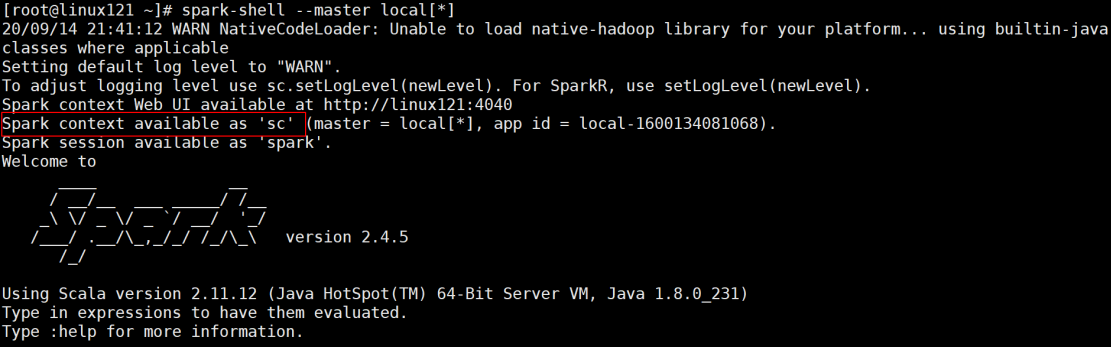 [root@linux121 ~]# spark-shell --master local[*]
20/09/14 21:41:12 WARN NativeCodeLoader: Unable to load native-hadoop library for your platform... using builtin-java
classes where applicable
Setting default log level to "WARN".
To adjust logging level use sc.setLogLevel(newLevel). For SparkR, use setLogLevel(newLevel).
Spark context Web UI available at http://linux121:4040
Spark context available as 'sc' (master = local[*], app id = local-1600134081068).
Spark session available as 'spark'.
Welcome to
      ____              __
     / __/__  ___ _____/ /__
    _\ \/ _ \/ _ `/ __/  '_/
   /___/ .__/\_,_/_/ /_/\_\   version 2.4.5
      /_/
Using Scala version 2.11.12 (Java HotSpot(TM) 64-Bit Server VM, Java 1.8.0_231)
Type in expressions to have them evaluated.
Type :help for more information.